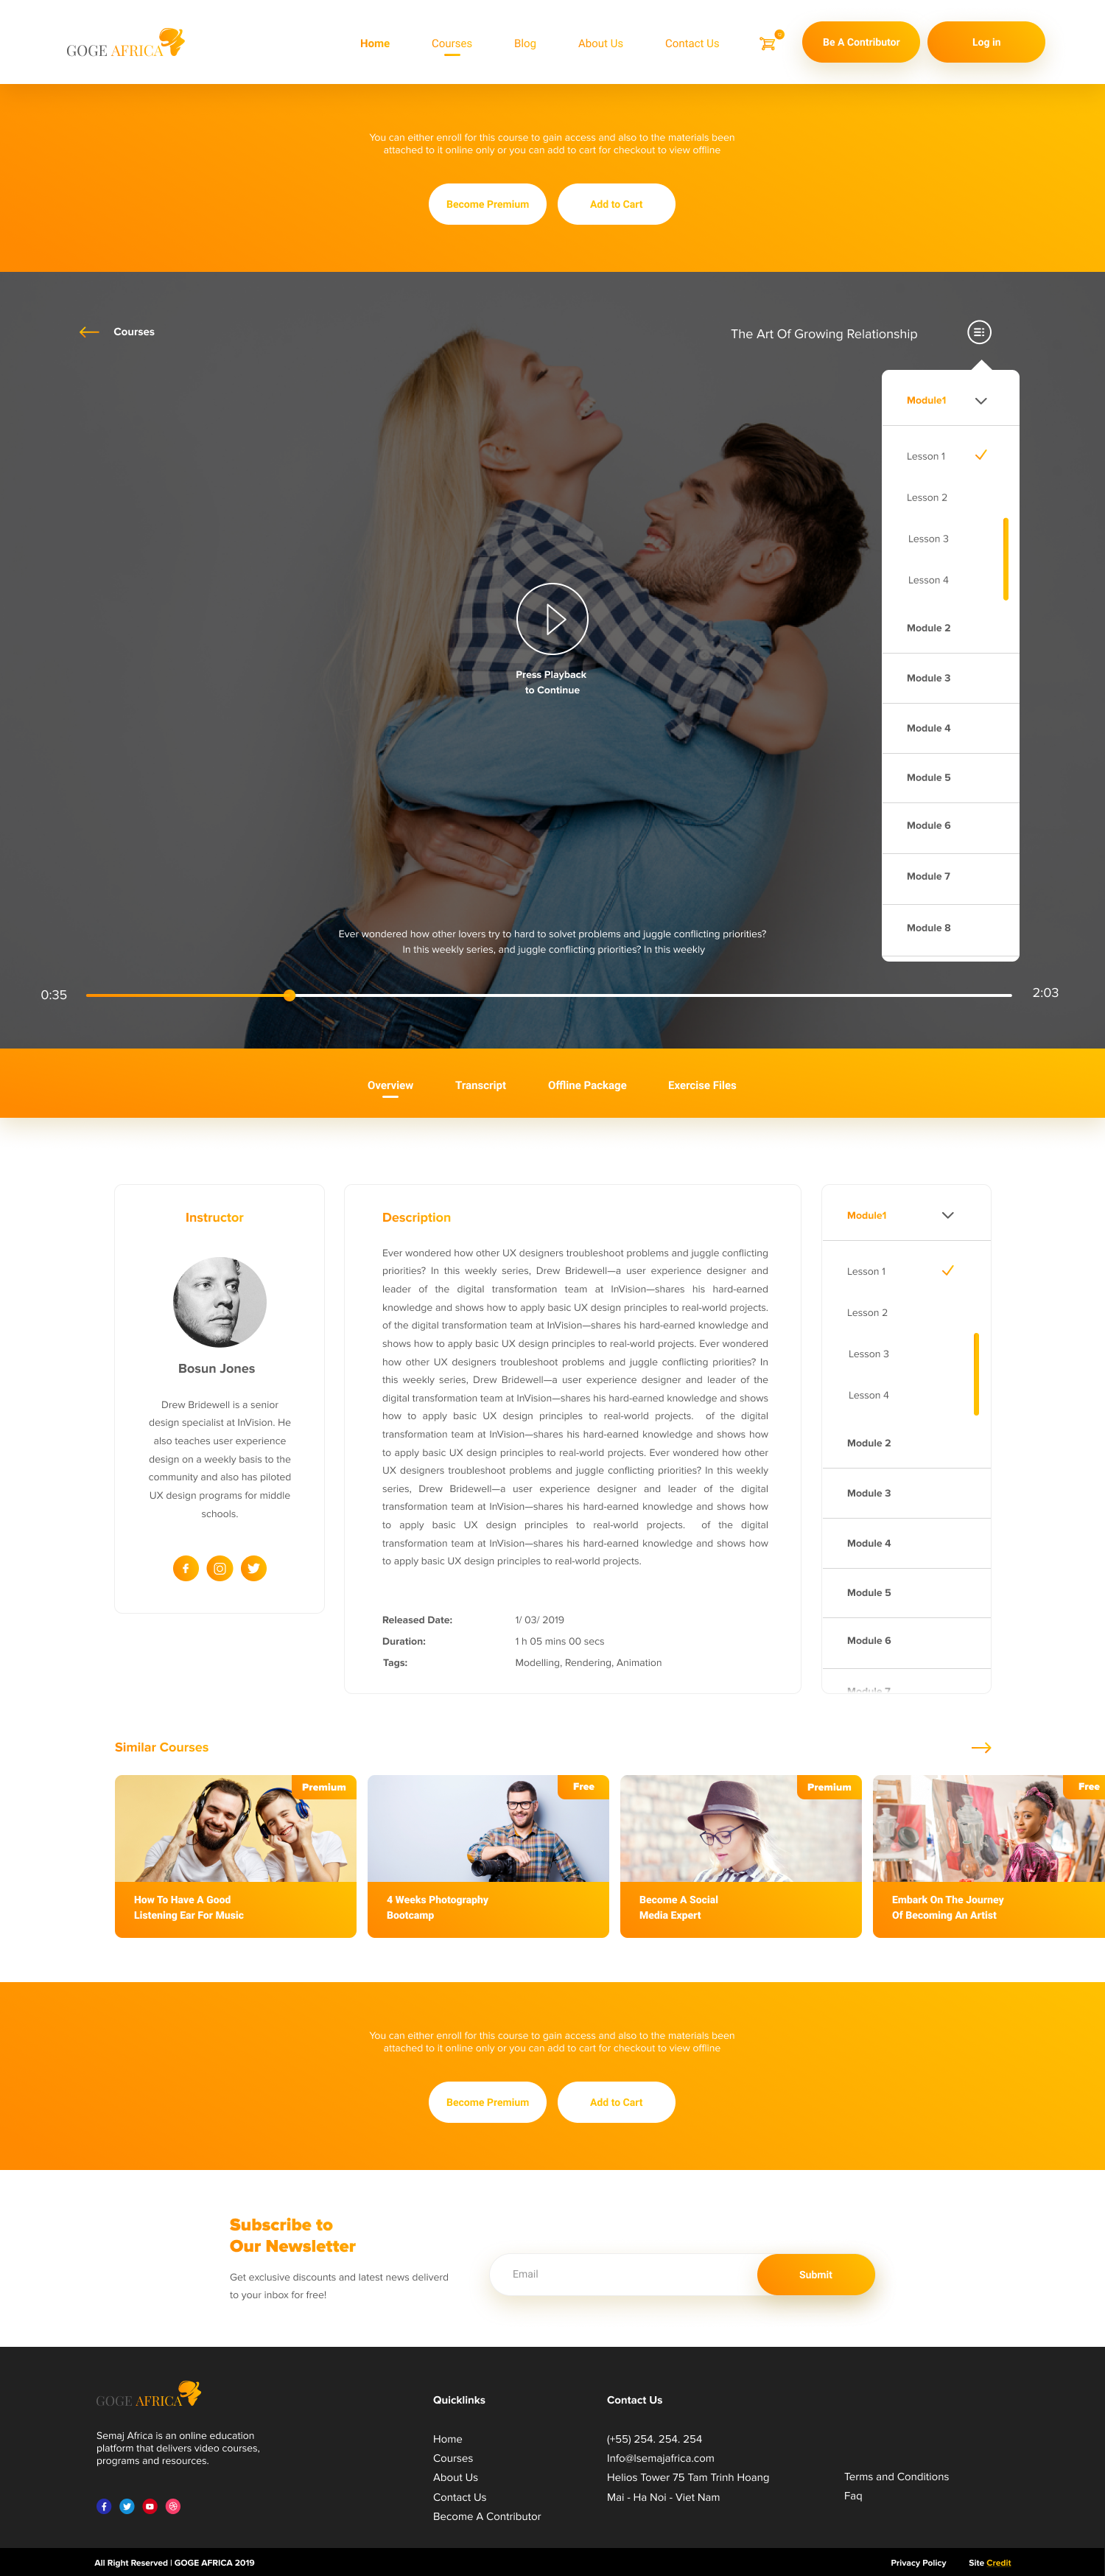 GOGE AFRICA
Home
Courses
Blog
About Us
Contact Us
Be A Contributor
Log in
You can either enroll for this course to gain access and also to the materials been
attached to it online only or you can add to cart for checkout to view offline
Become Premium
Add to Cart
Courses
The Art Of Growing Relationship
Module1
Lesson 1
Lesson 2
Lesson 3
Lesson 4
Module 2
Module 3
Module 4
Module 5
Module 6
Module 7
Module 8
Press Playback
to Continue
Ever wondered how other lovers try to hard to solvet problems and juggle conflicting priorities?
In this weekly series, and juggle conflicting priorities? In this weekly
0:35
2:03
Overview
Transcript
Offline Package
Exercise Files
Instructor
Bosun Jones
Drew Bridewell is a senior
design specialist at InVision. He
also teaches user experience
design on a weekly basis to the
community and also has piloted
UX design programs for middle
schools.
Description
Ever wondered how other UX designers troubleshoot problems and juggle conflicting
priorities? In this weekly series, Drew Bridewell—a user experience designer and
leader of the digital transformation team at InVision—shares his hard-earned
knowledge and shows how to apply basic UX design principles to real-world projects.
of the digital transformation team at InVision—shares his hard-earned knowledge and
shows how to apply basic UX design principles to real-world projects. Ever wondered
how other UX designers troubleshoot problems and juggle conflicting priorities? In
this weekly series, Drew Bridewell—a user experience designer and leader of the
digital transformation team at InVision—shares his hard-earned knowledge and shows
how to apply basic UX design principles to real-world projects. of the digital
transformation team at InVision—shares his hard-earned knowledge and shows how
to apply basic UX design principles to real-world projects. Ever wondered how other
UX designers troubleshoot problems and juggle conflicting priorities? In this weekly
series, Drew Bridewell—a user experience designer and leader of the digital
transformation team at InVision—shares his hard-earned knowledge and shows how
to apply basic UX design principles to real-world projects. of the digital
transformation team at InVision—shares his hard-earned knowledge and shows how
to apply basic UX design principles to real-world projects.
Released Date: 1/ 03/ 2019
Duration: 1 h 05 mins 00 secs
Tags: Modelling, Rendering, Animation
Module1
Lesson 1
Lesson 2
Lesson 3
Lesson 4
Module 2
Module 3
Module 4
Module 5
Module 6
Module 7
Similar Courses
Premium
How To Have A Good
Listening Ear For Music
Free
4 Weeks Photography
Bootcamp
Premium
Become A Social
Media Expert
Free
Embark On The Journey
Of Becoming An Artist
You can either enroll for this course to gain access and also to the materials been
attached to it online only or you can add to cart for checkout to view offline
Become Premium
Add to Cart
Subscribe to
Our Newsletter
Get exclusive discounts and latest news deliverd
to your inbox for free!
Email
Submit
GOGE AFRICA
Semaj Africa is an online education
platform that delivers video courses,
programs and resources.
Quicklinks
Home
Courses
About Us
Contact Us
Become A Contributor
Contact Us
(+55) 254. 254. 254
Info@lsemajafrica.com
Helios Tower 75 Tam Trinh Hoang
Mai - Ha Noi - Viet Nam
Terms and Conditions
Faq
All Right Reserved | GOGE AFRICA 2019
Privacy Policy
Site Credit